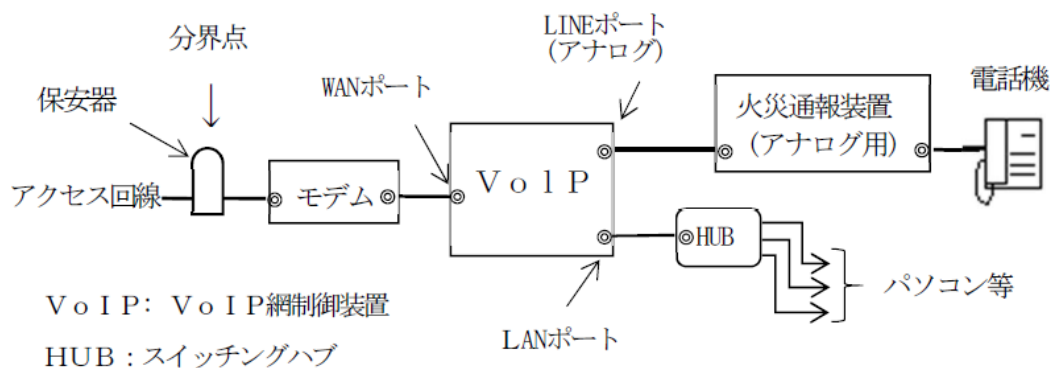 分界点
LINEポート
(アナログ)
電話機
保安器
WANポート
火災通報装置
(アナログ用)
アクセス回線
モデム
ＶｏlＰ
HUB
パソコン等
ＶｏＩＰ：ＶｏＩＰ網制御装置
LANポート
ＨＵＢ：スイッチングハブ